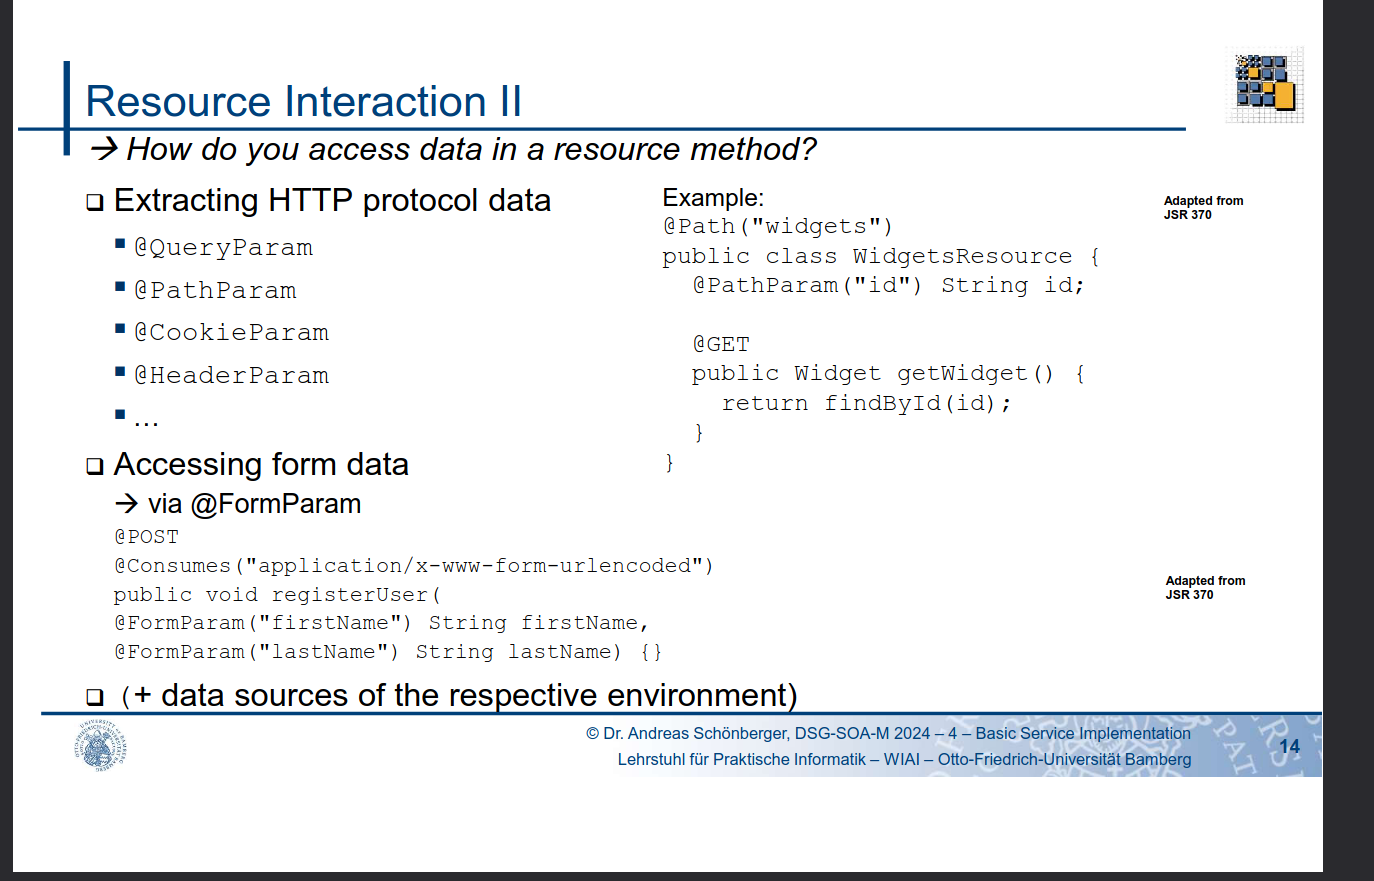 Resource Interaction II
→ How do you access data in a resource method?
❑ Extracting HTTP protocol data
▪ @QueryParam
▪ @PathParam
▪ @CookieParam
▪ @HeaderParam
▪ …
❑ Accessing form data
→ via @FormParam
@POST
@Consumes("application/x-www-form-urlencoded")
public void registerUser(
@FormParam("firstName") String firstName,
@FormParam("lastName") String lastName) {}
❑ (+ data sources of the respective environment)
Example:
@Path("widgets")
public class WidgetsResource {
@PathParam("id") String id;
@GET
public Widget getWidget() {
return findById(id);
}
}
Adapted from
JSR 370
Adapted from
JSR 370
© Dr. Andreas Schönberger, DSG-SOA-M 2024 – 4 – Basic Service Implementation
Lehrstuhl für Praktische Informatik – WIAI – Otto-Friedrich-Universität Bamberg
14